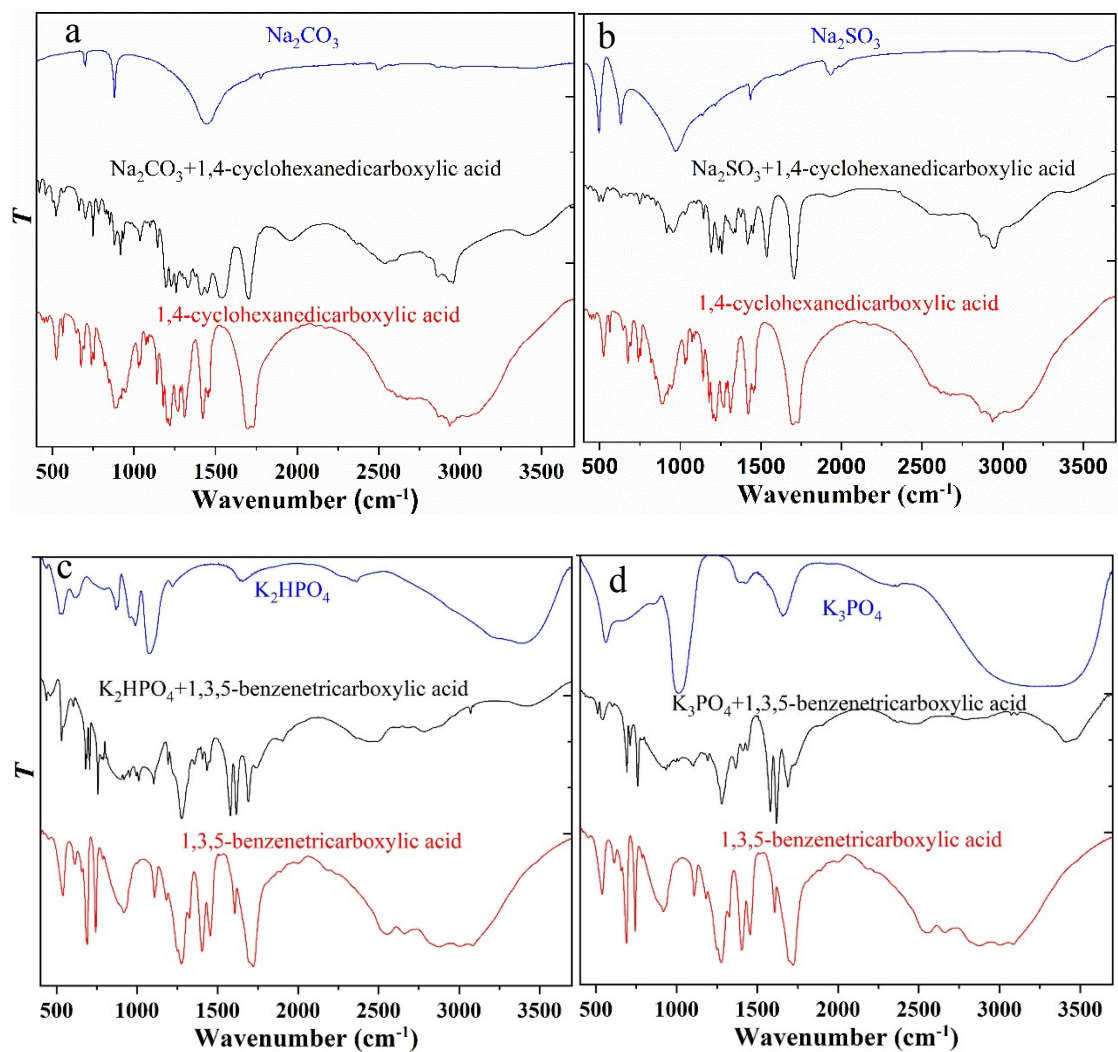 a
Na₂CO₃
Na₂CO₃+1,4-cyclohexanedicarboxylic acid
1,4-cyclohexanedicarboxylic acid
T
500 1000 1500 2000 2500 3000 3500
Wavenumber (cm⁻¹)
b
Na₂SO₃
Na₂SO₃+1,4-cyclohexanedicarboxylic acid
1,4-cyclohexanedicarboxylic acid
500 1000 1500 2000 2500 3000 3500
Wavenumber (cm⁻¹)
c
K₂HPO₄
K₂HPO₄+1,3,5-benzenetricarboxylic acid
1,3,5-benzenetricarboxylic acid
T
500 1000 1500 2000 2500 3000 3500
Wavenumber (cm⁻¹)
d
K₃PO₄
K₃PO₄+1,3,5-benzenetricarboxylic acid
1,3,5-benzenetricarboxylic acid
500 1000 1500 2000 2500 3000 3500
Wavenumber (cm⁻¹)